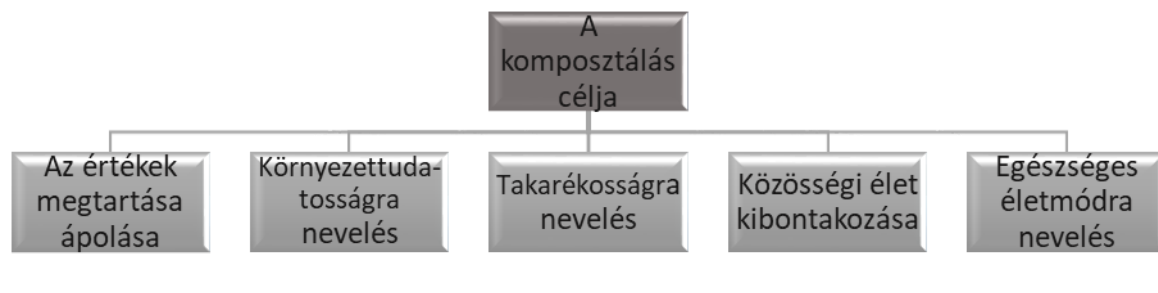 A
komposztálás
célja
Az értékek
megtartása
ápolása
Környezettuda-
tosságra
nevelés
Takarékosságra
nevelés
Közösségi élet
kibontakozása
Egészséges
életmódra
nevelés